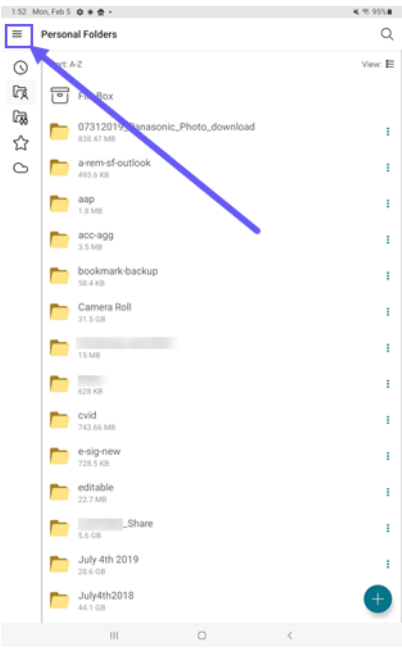 1:52 Mon, Feb 5 95%
Personal Folders
Sort: A-Z View:
File Box
07312019_Panasonic_Photo_download
838.47 MB
a-rem-sf-outlook
493.6 KB
aap
1.8 MB
acc-agg
3.5 MB
bookmark-backup
58.4 KB
Camera Roll
31.5 GB
15 MB
628 KB
cvid
743.66 MB
e-sig-new
728.5 KB
editable
22.7 MB
_Share
5.6 GB
July 4th 2019
28.6 GB
July4th2018
44.1 GB